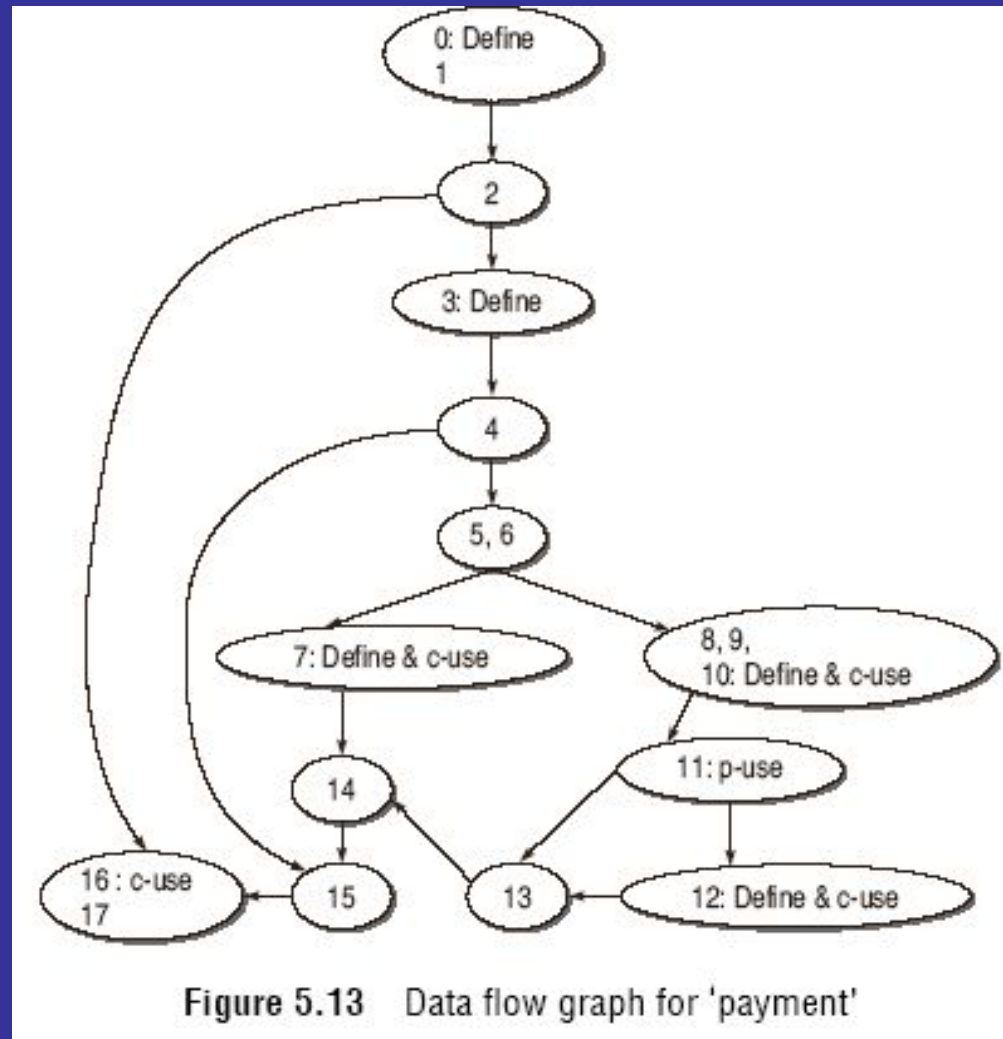 0: Define
1
2
3: Define
4
5, 6
7: Define & c-use
8, 9,
10: Define & c-use
11: p-use
14
16 : c-use
17
15
13
12: Define & c-use
Figure 5.13 Data flow graph for 'payment'